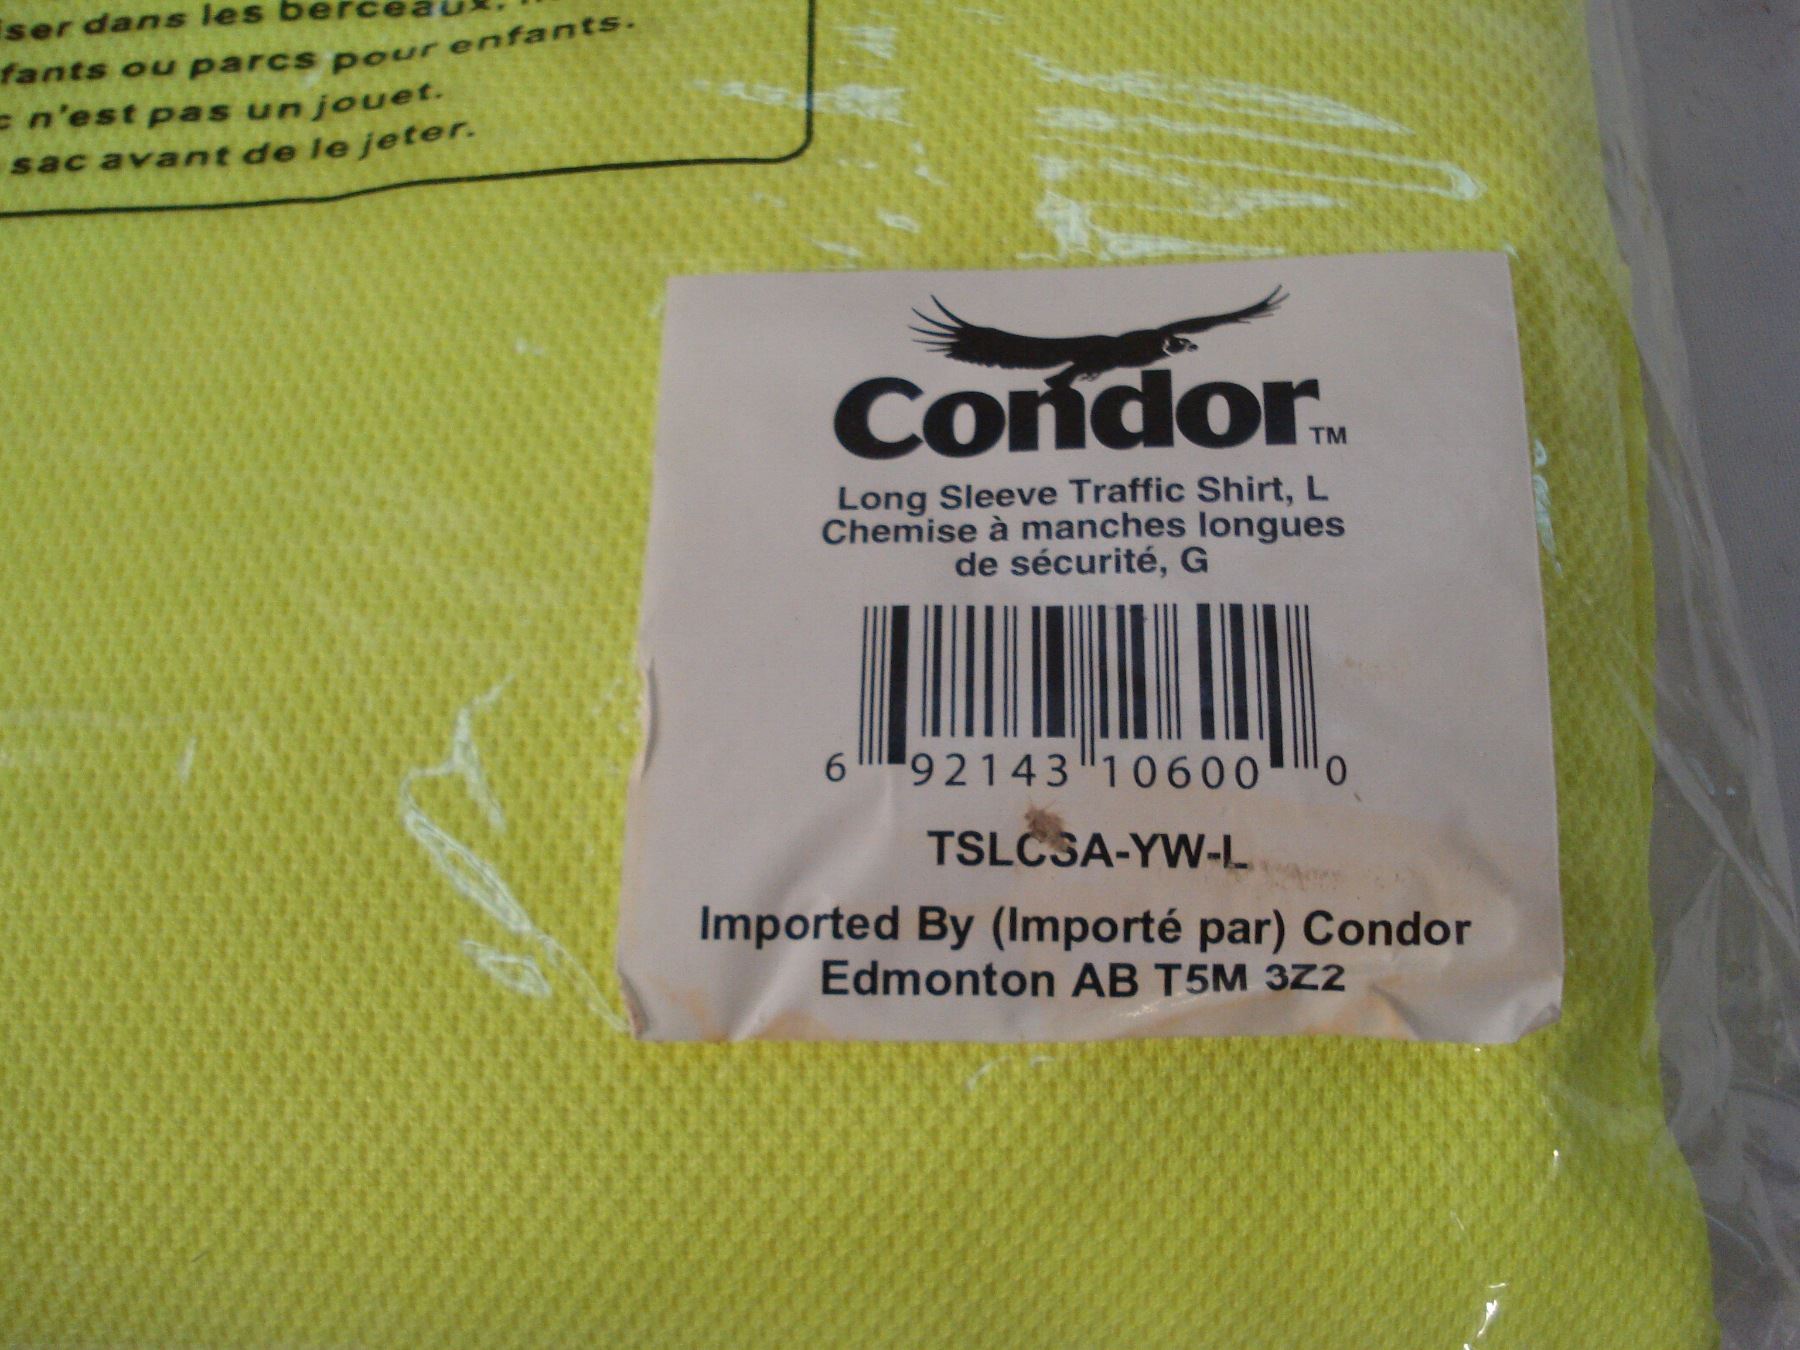 dans les berceaux.
fants ou parcs pour enfants.
n'est pas un jouet.
sac avant de le jeter.
Condor™
Long Sleeve Traffic Shirt, L
Chemise à manches longues
de sécurité, G
6 92143 10600 0
TSLCSA-YW-L
Imported By (Importé par) Condor
Edmonton AB T5M 3Z2